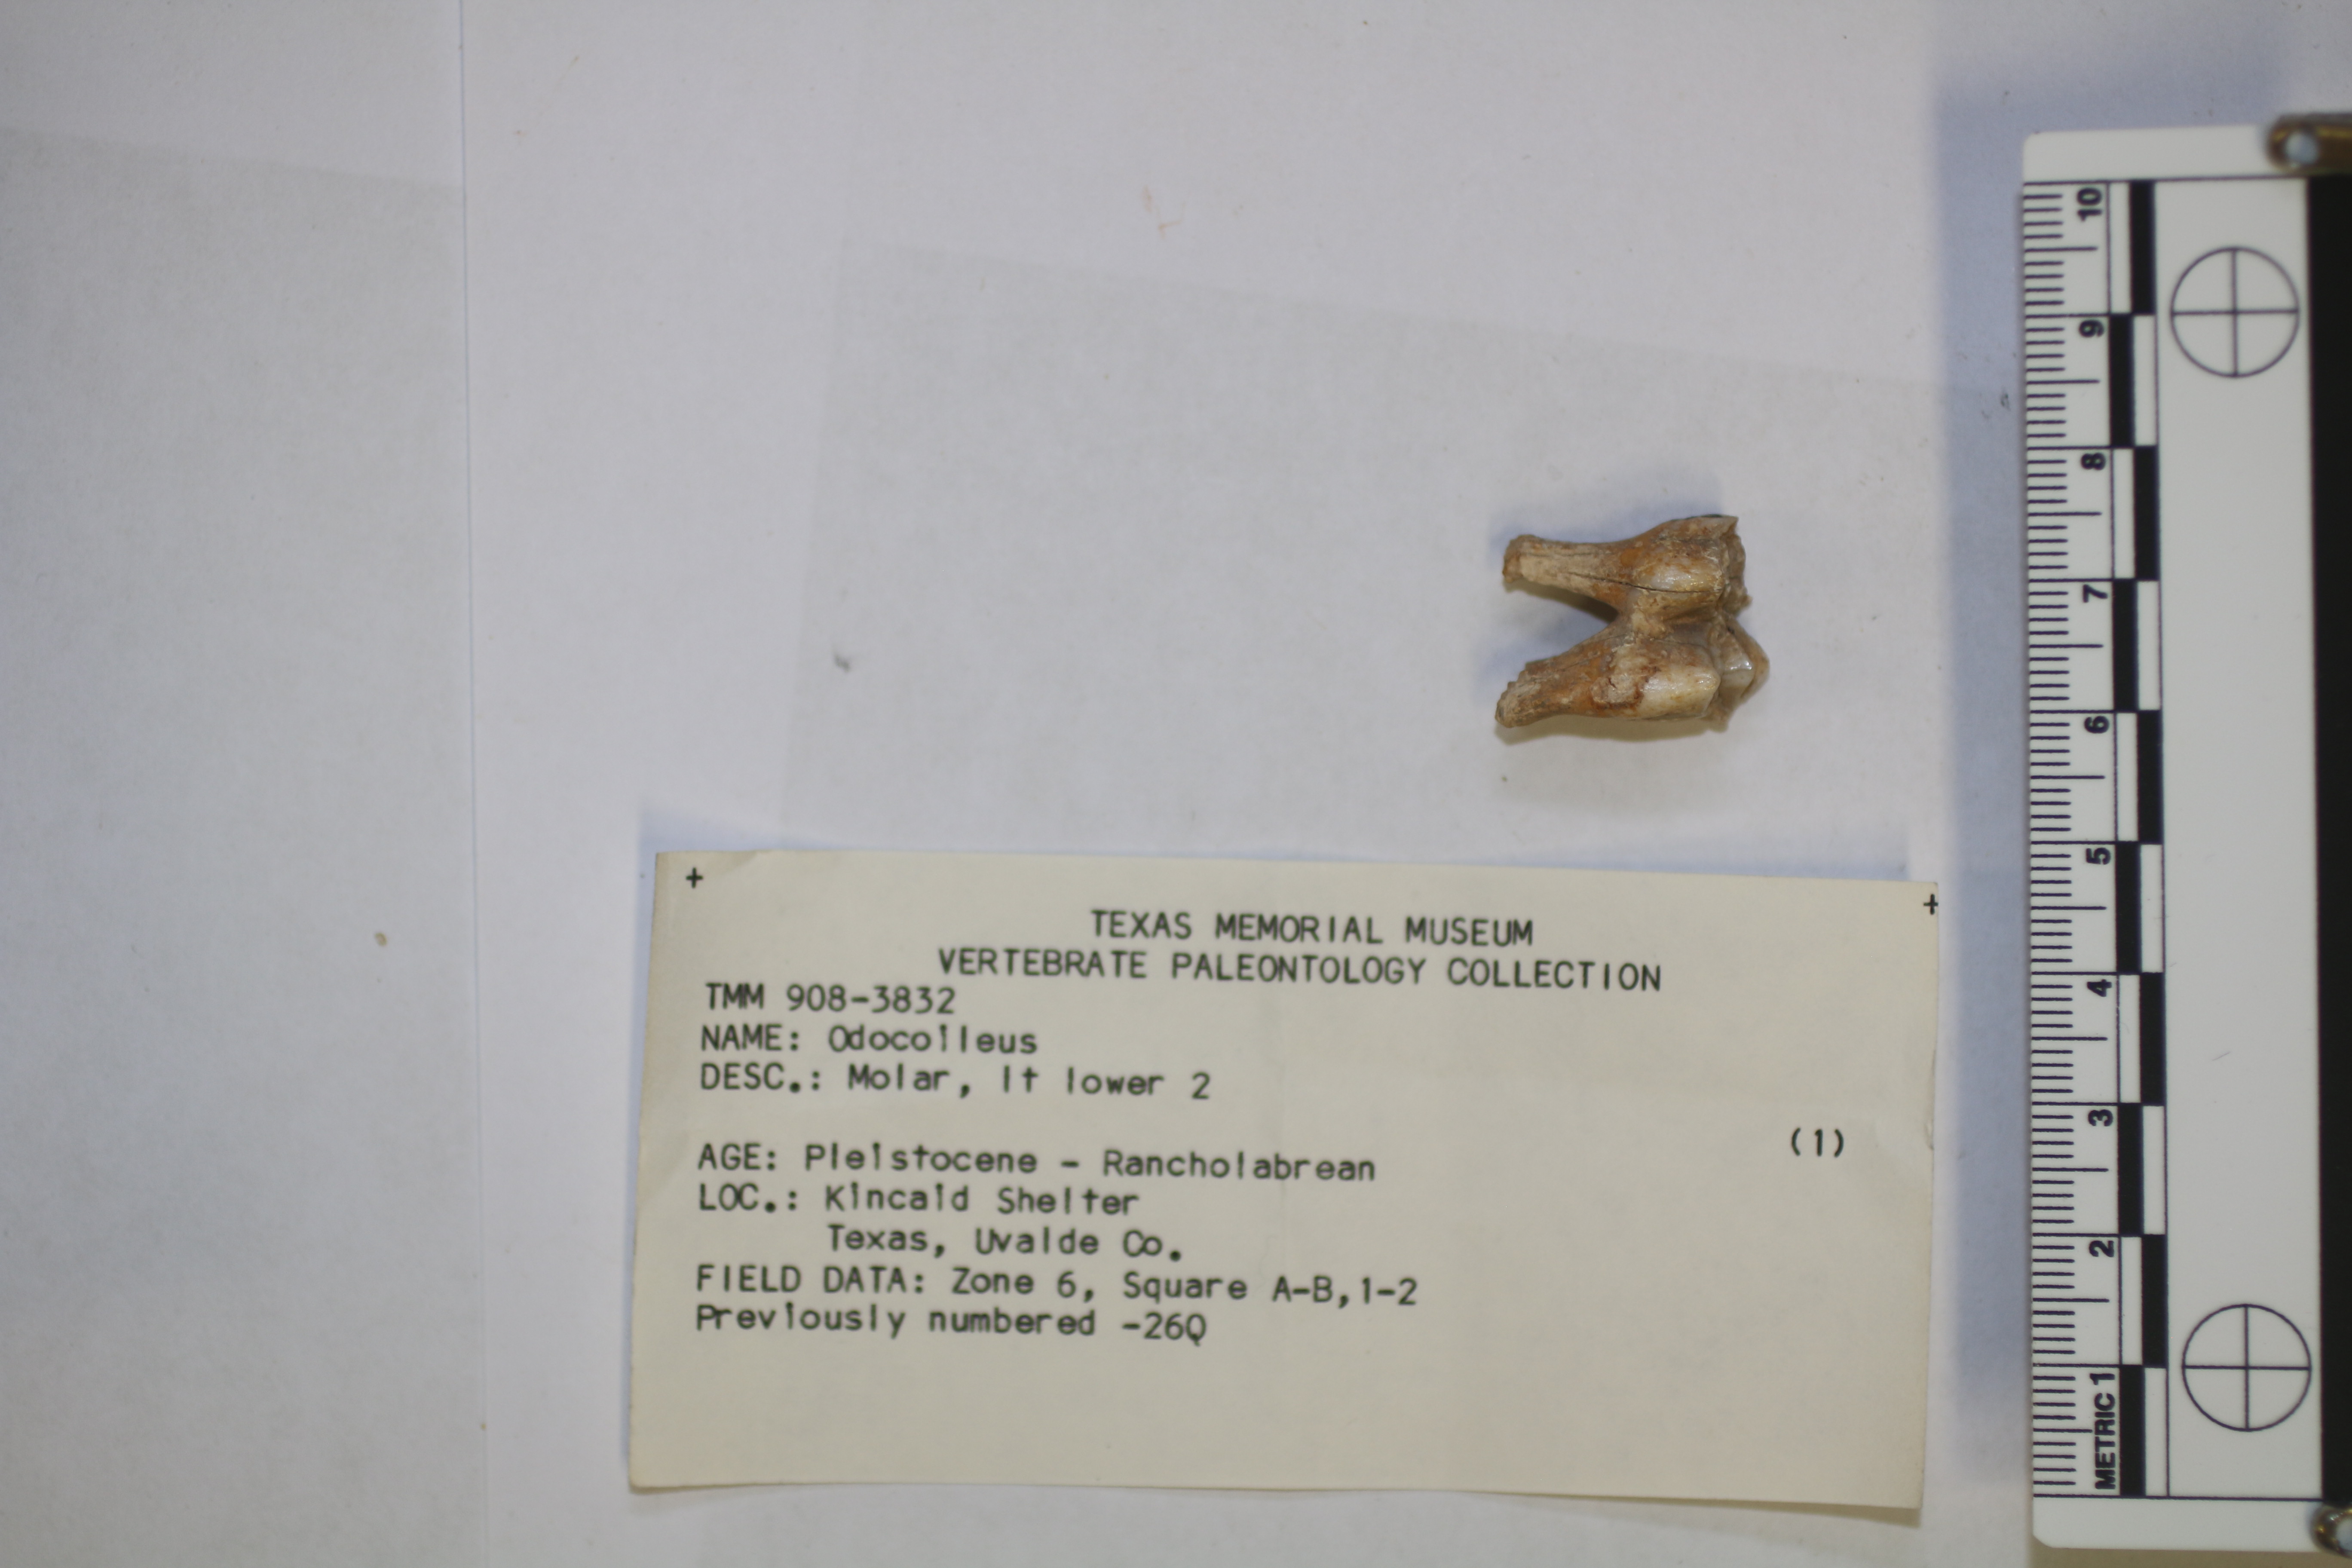 TEXAS MEMORIAL MUSEUM
VERTEBRATE PALEONTOLOGY COLLECTION
TMM 908-3832
NAME: Odocoileus
DESC.: Molar, lt lower 2
(1)
AGE: Pleistocene - Rancholabrean
LOC.: Kincaid Shelter
Texas, Uvalde Co.
FIELD DATA: Zone 6, Square A-B,1-2
Previously numbered -26Q
10
9
8
7
6
5
4
3
2
METRIC 1